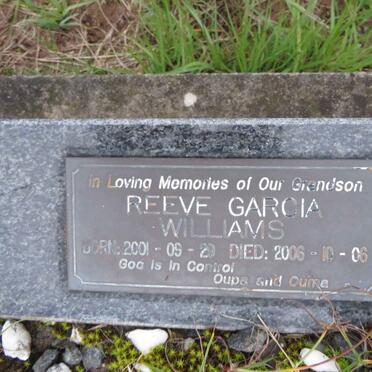 In Loving Memories of Our Grandson
REEVE GARCIA
WILLIAMS
BORN: 2001 - 09 - 29 DIED: 2006 - 10 - 06
God is in Control
Oupa and Ouma